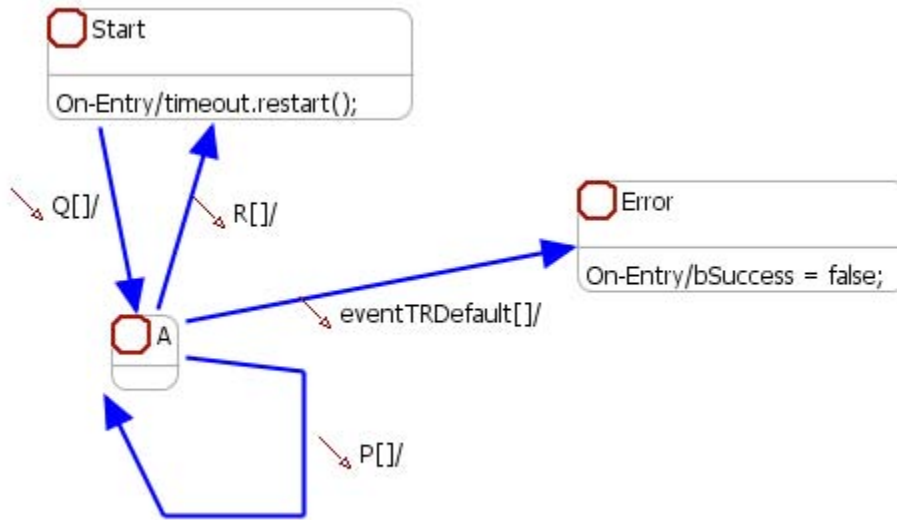 Start
On-Entry/timeout.restart();
Q[]/
R[]/
Error
On-Entry/bSuccess = false;
eventTRDefault[]/
A
P[]/